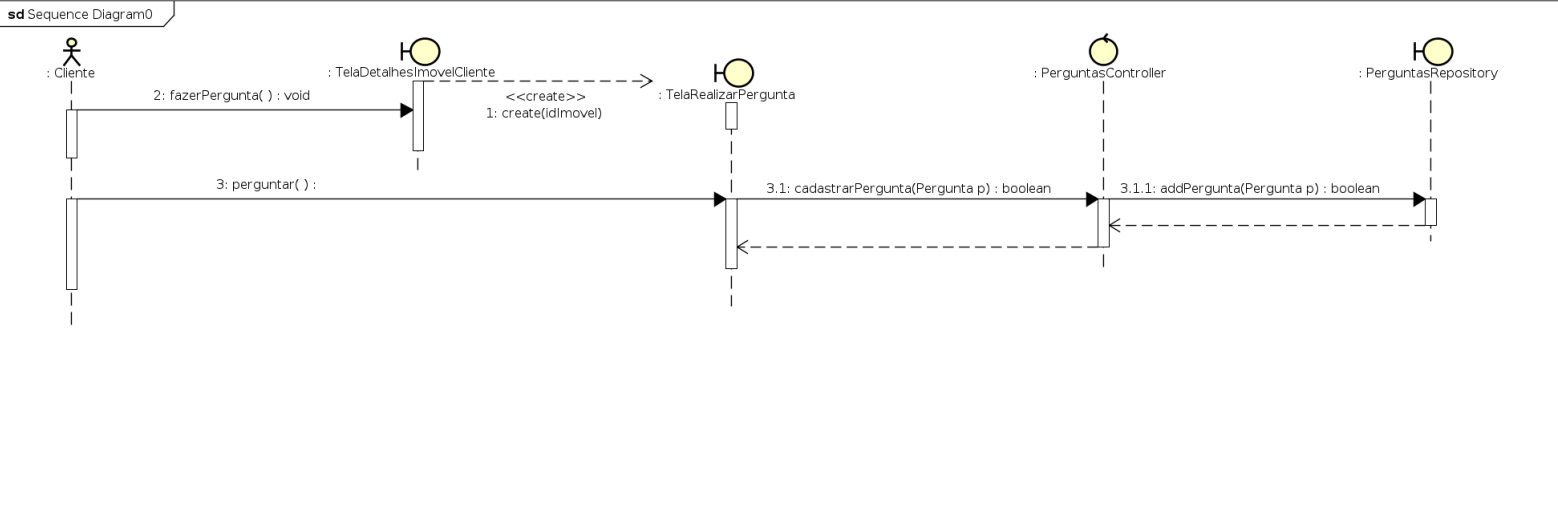 sd Sequence Diagram0
: Cliente
: TelaDetalhesImovelCliente
: TelaRealizarPergunta
: PerguntasController
: PerguntasRepository
2: fazerPergunta( ) : void
<<create>>
1: create(idImovel)
3: perguntar( ) :
3.1: cadastrarPergunta(Pergunta p) : boolean
3.1.1: addPergunta(Pergunta p) : boolean